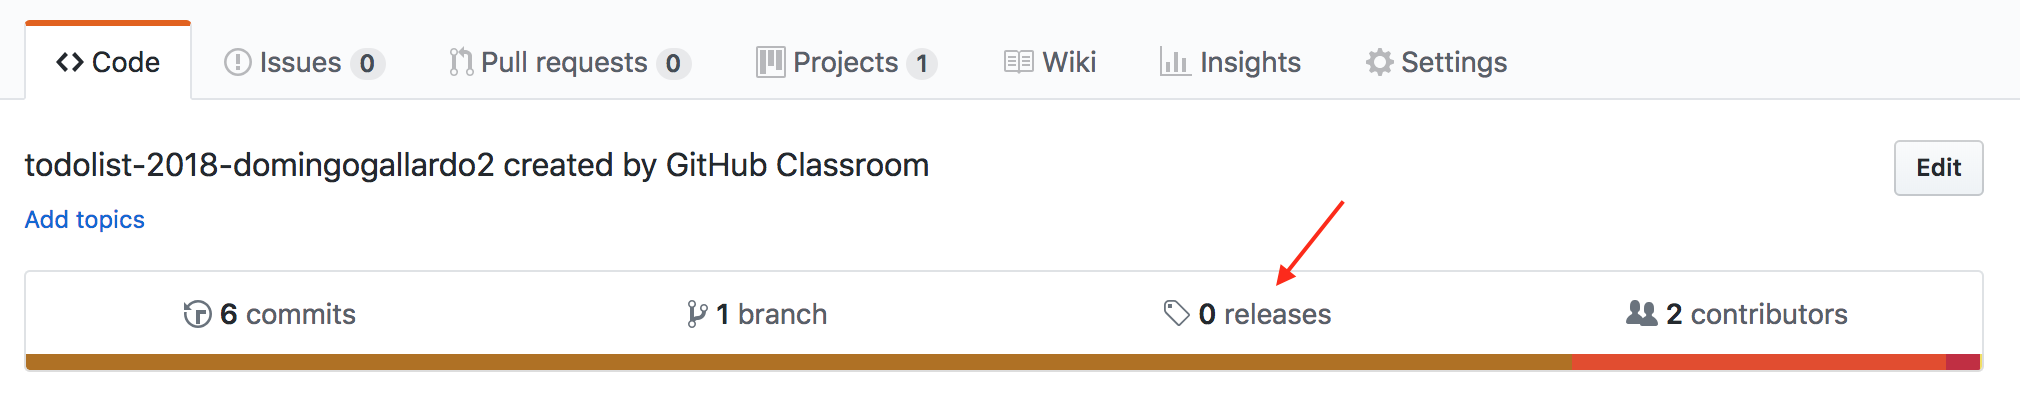 Code Issues 0 Pull requests 0 Projects 1 Wiki Insights Settings
todolist-2018-domingogallardo2 created by GitHub Classroom Edit
Add topics
6 commits 1 branch 0 releases 2 contributors